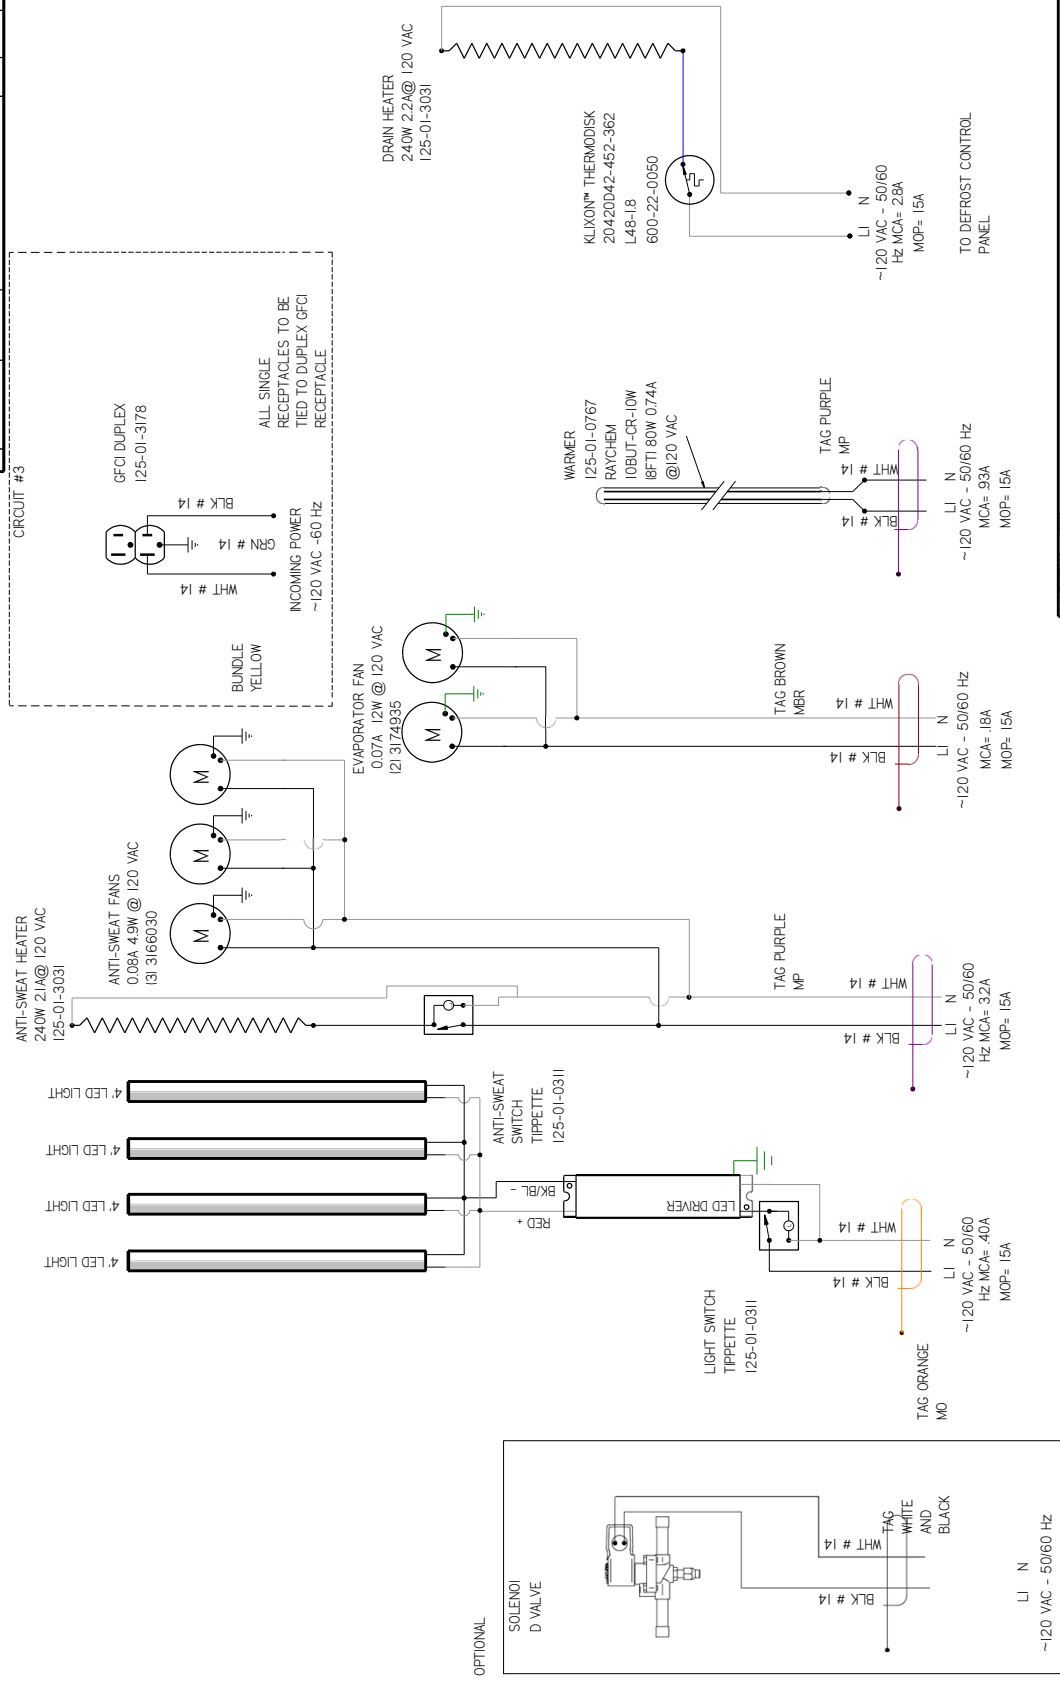 DRAIN HEATER
240W 2.2A@ 120 VAC
125-01-3031
KLIXON™ THERMODISK
20420D42-452-362
L48-1.8
600-22-0050
L1 N
~120 VAC - 50/60
Hz MCA= 2.8A
MOP= 15A
TO DEFROST CONTROL
PANEL
CIRCUIT #3
GFCI DUPLEX
125-01-3178
ALL SINGLE
RECEPTACLES TO BE
TIED TO DUPLEX GFCI
RECEPTACLE
BLK # 14
GRN # 14
WHT # 14
INCOMING POWER
~120 VAC -60 Hz
BUNDLE
YELLOW
WARMER
125-01-0767
RAYCHEM
10BUT-CR-10W
(8FT) 80W 0.74A
@120 VAC
TAG PURPLE
MP
WHT # 14
BLK # 14
L1 N
~120 VAC - 50/60 Hz
MCA= .93A
MOP= 15A
EVAPORATOR FAN
0.07A 12W @ 120 VAC
(2) 3174935
M
M
TAG BROWN
MBR
WHT # 14
BLK # 14
L1 N
~120 VAC - 50/60 Hz
MCA= .18A
MOP= 15A
ANTI-SWEAT HEATER
240W 2.1A@ 120 VAC
125-01-3031
ANTI-SWEAT FANS
0.08A 4.9W @ 120 VAC
(3) 3166030
M
M
M
TAG PURPLE
MP
WHT # 14
BLK # 14
L1 N
~120 VAC - 50/60
Hz MCA= 3.2A
MOP= 15A
ANTI-SWEAT
SWITCH
TIPPETTE
125-01-0311
4' LED LIGHT
4' LED LIGHT
4' LED LIGHT
4' LED LIGHT
BK/BL -
RED +
LED DRIVER
LIGHT SWITCH
TIPPETTE
125-01-0311
WHT # 14
BLK # 14
L1 N
~120 VAC - 50/60
Hz MCA= .40A
MOP= 15A
TAG ORANGE
MO
OPTIONAL
SOLENOI
D VALVE
TAG
WHITE
AND
BLACK
WHT # 14
BLK # 14
L1 N
~120 VAC - 50/60 Hz